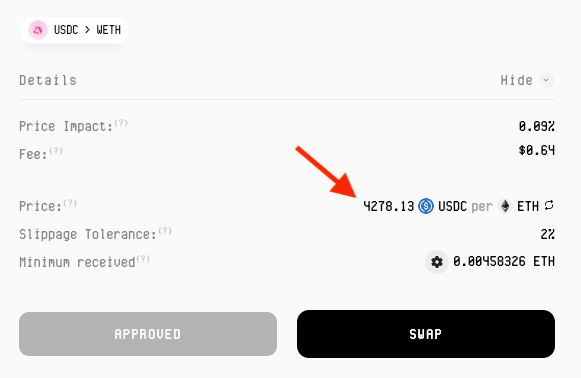 USDC > WETH
Details Hide
Price Impact:(?) 0.09%
Fee:(?) $0.64
Price:(?) 4278.13 USDC per ETH
Slippage Tolerance:(?) 2%
Minimum received(?) 0.00458326 ETH
APPROVED SWAP